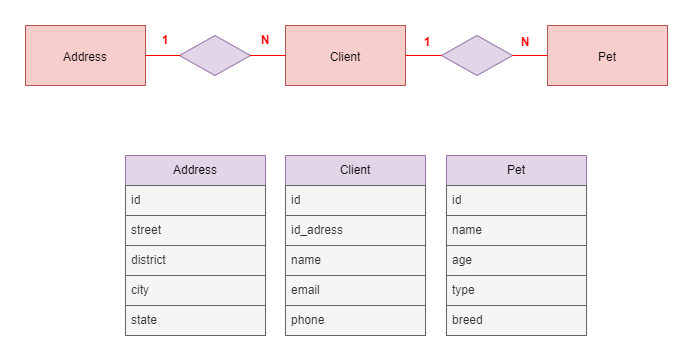 Address 1 N Client 1 N Pet
Address Client Pet
id id id
street id_adress name
district name age
city email type
state phone breed